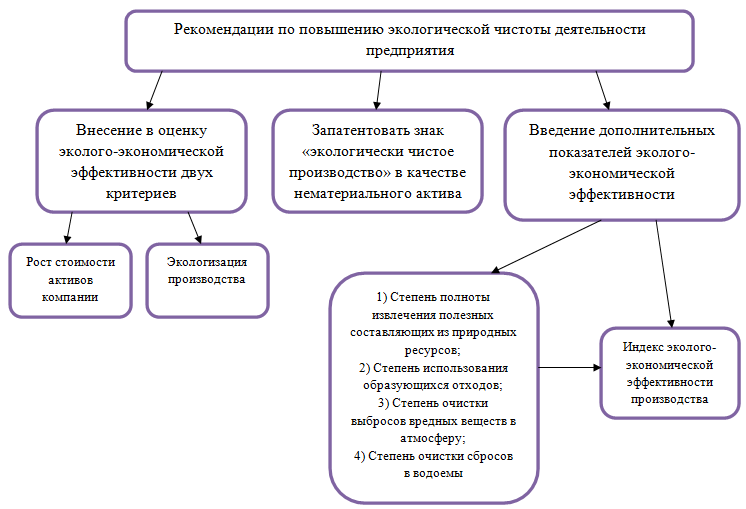 Рекомендации по повышению экологической чистоты деятельности
предприятия
Внесение в оценку
эколого-экономической
эффективности двух
критериев
Запатентовать знак
«экологически чистое
производство» в качестве
нематериального актива
Введение дополнительных
показателей эколого-
экономической
эффективности
Рост стоимости
активов
компании
Экологизация
производства
1) Степень полноты
извлечения полезных
составляющих из природных
ресурсов;
2) Степень использования
образующихся отходов;
3) Степень очистки
выбросов вредных веществ в
атмосферу;
4) Степень очистки сбросов
в водоемы
Индекс эколого-
экономической
эффективности
производства